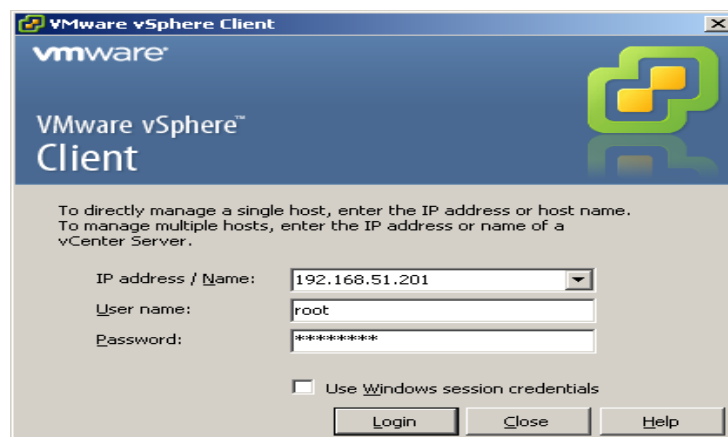 VMware vSphere Client
vmware
VMware vSphere™
Client
To directly manage a single host, enter the IP address or host name.
To manage multiple hosts, enter the IP address or name of a
vCenter Server.
IP address / Name: 192.168.51.201
User name: root
Password: ********
Use Windows session credentials
Login Close Help